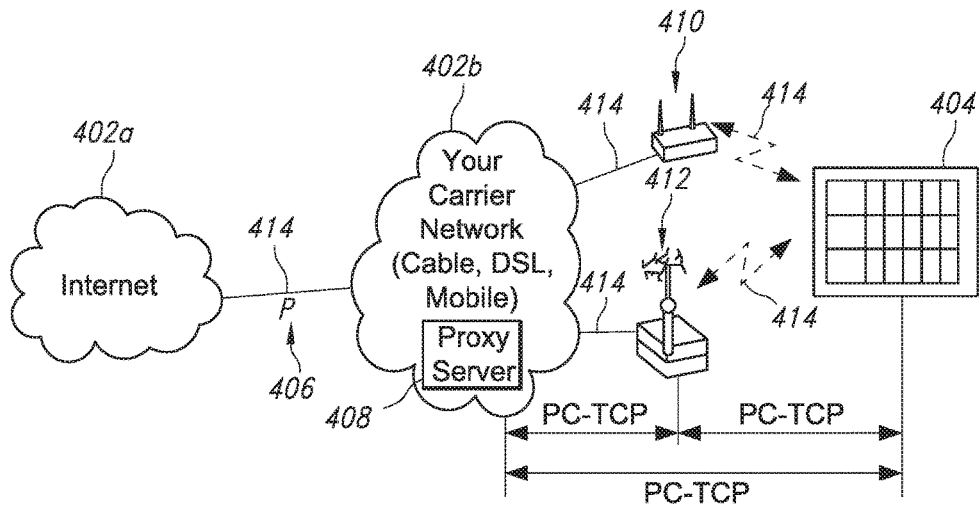 410
402b
414
414
404
402a
Your
Carrier
Network
(Cable, DSL,
Mobile)
412
414
Internet
P
414
414
406
Proxy
Server
408
PC-TCP
PC-TCP
PC-TCP